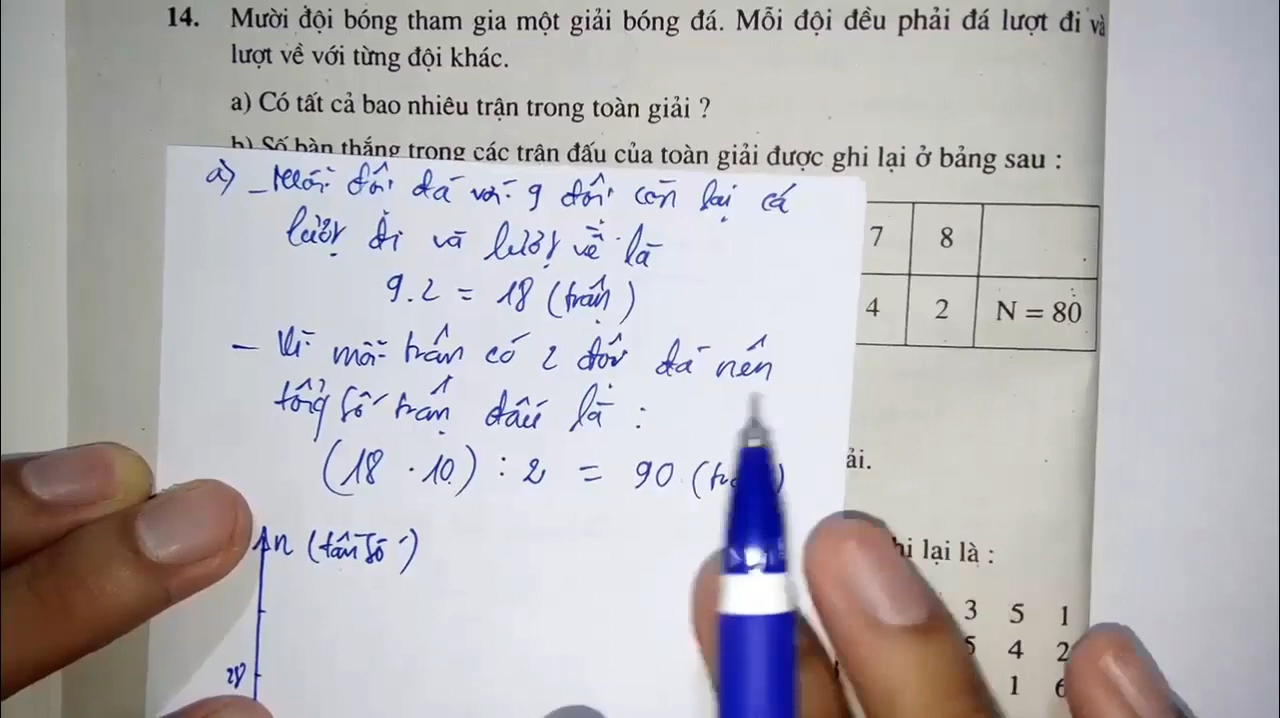 14. Mười đội bóng tham gia một giải bóng đá. Mỗi đội đều phải đá lượt đi và
lượt về với từng đội khác.
a) Có tất cả bao nhiêu trận trong toàn giải ?
b) Số bàn thắng trong các trận đấu của toàn giải được ghi lại ở bảng sau :
a) - Mỗi đội đá với 9 đội còn lại cả
lượt đi và lượt về là
9.2 = 18 (trận)
- Vì mỗi trận có 2 đội đá nên
tổng số trận đấu là :
(18 . 10) : 2 = 90
n (tần số)
28
7 8
4 2 N = 80
ải.
hi lại là :
3 5 1
5 4 2
1 6